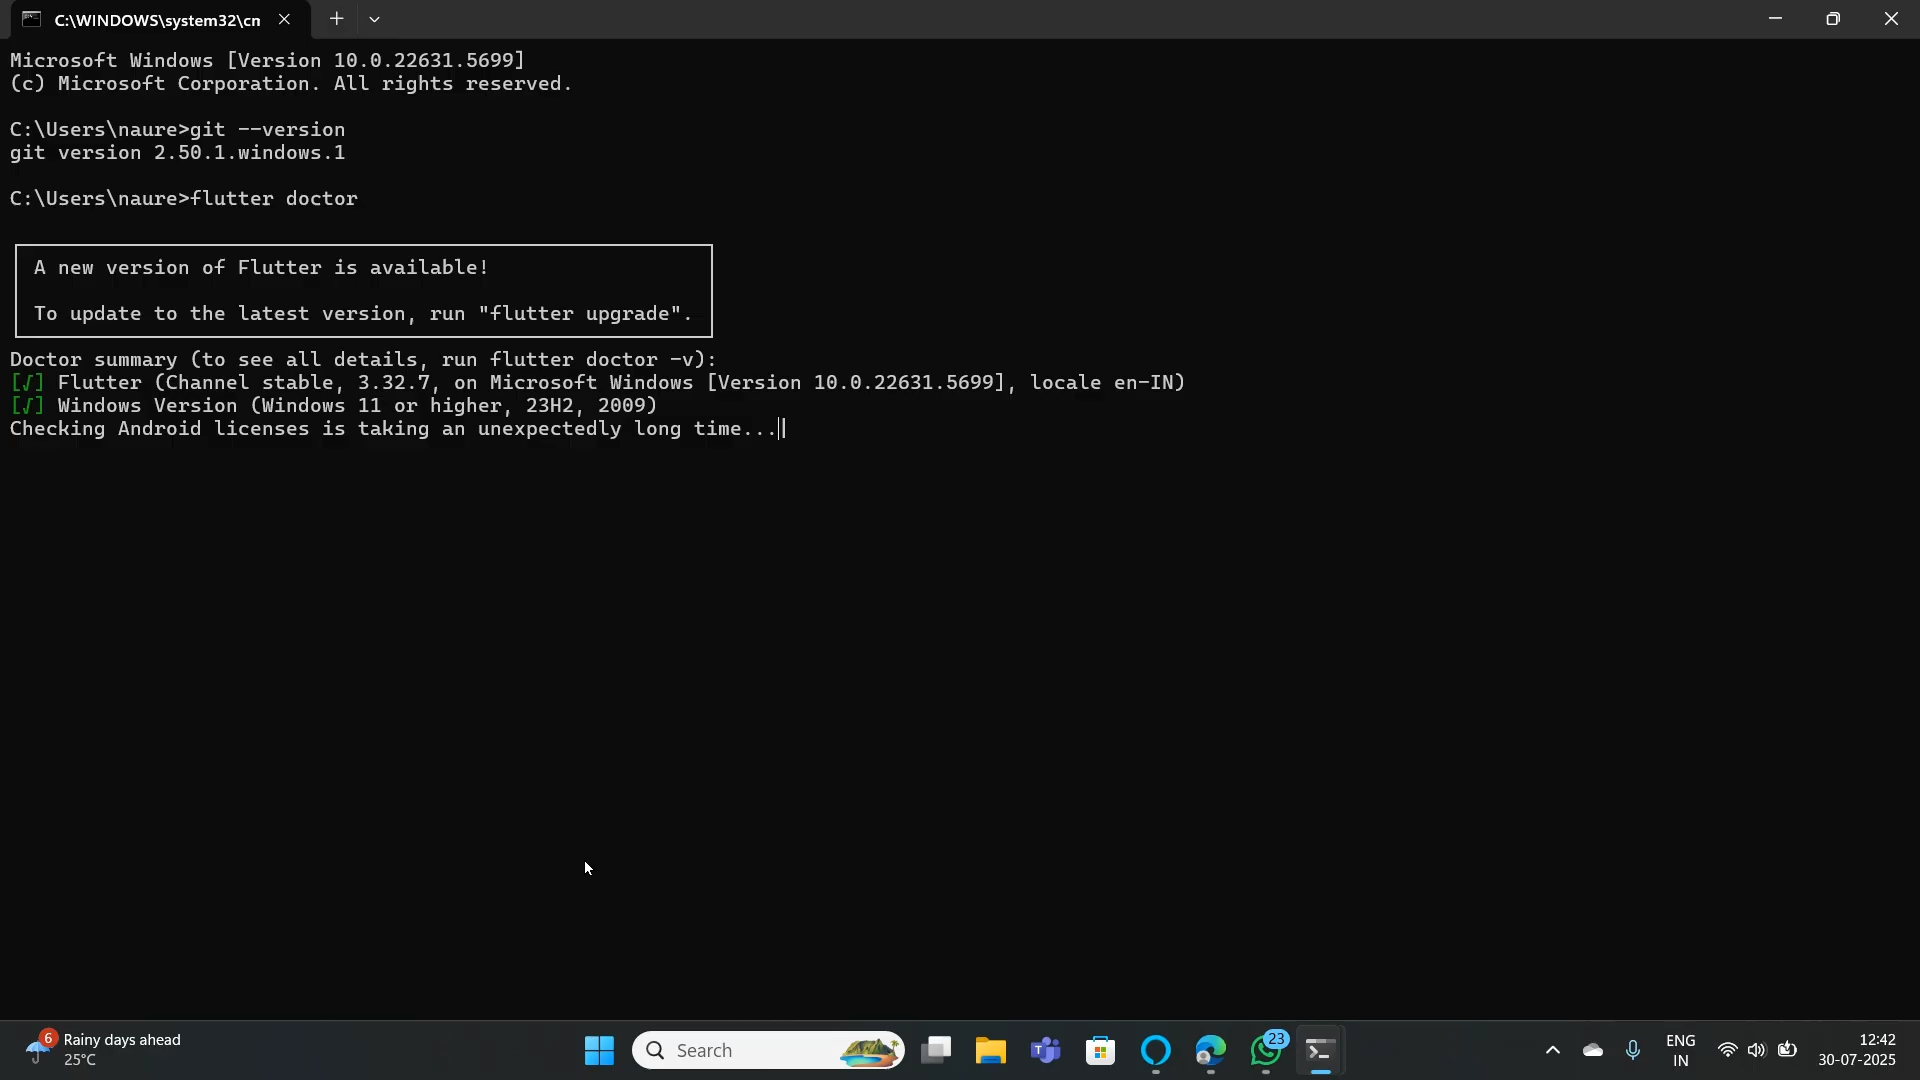 C:\WINDOWS\system32\cn
Microsoft Windows [Version 10.0.22631.5699]
(c) Microsoft Corporation. All rights reserved.
C:\Users\naure>git --version
git version 2.50.1.windows.1
C:\Users\naure>flutter doctor
A new version of Flutter is available!
To update to the latest version, run "flutter upgrade".
Doctor summary (to see all details, run flutter doctor -v):
[√] Flutter (Channel stable, 3.32.7, on Microsoft Windows [Version 10.0.22631.5699], locale en-IN)
[√] Windows Version (Windows 11 or higher, 23H2, 2009)
Checking Android licenses is taking an unexpectedly long time...
6
Rainy days ahead
25°C
Search
23
ENG
IN
12:42
30-07-2025